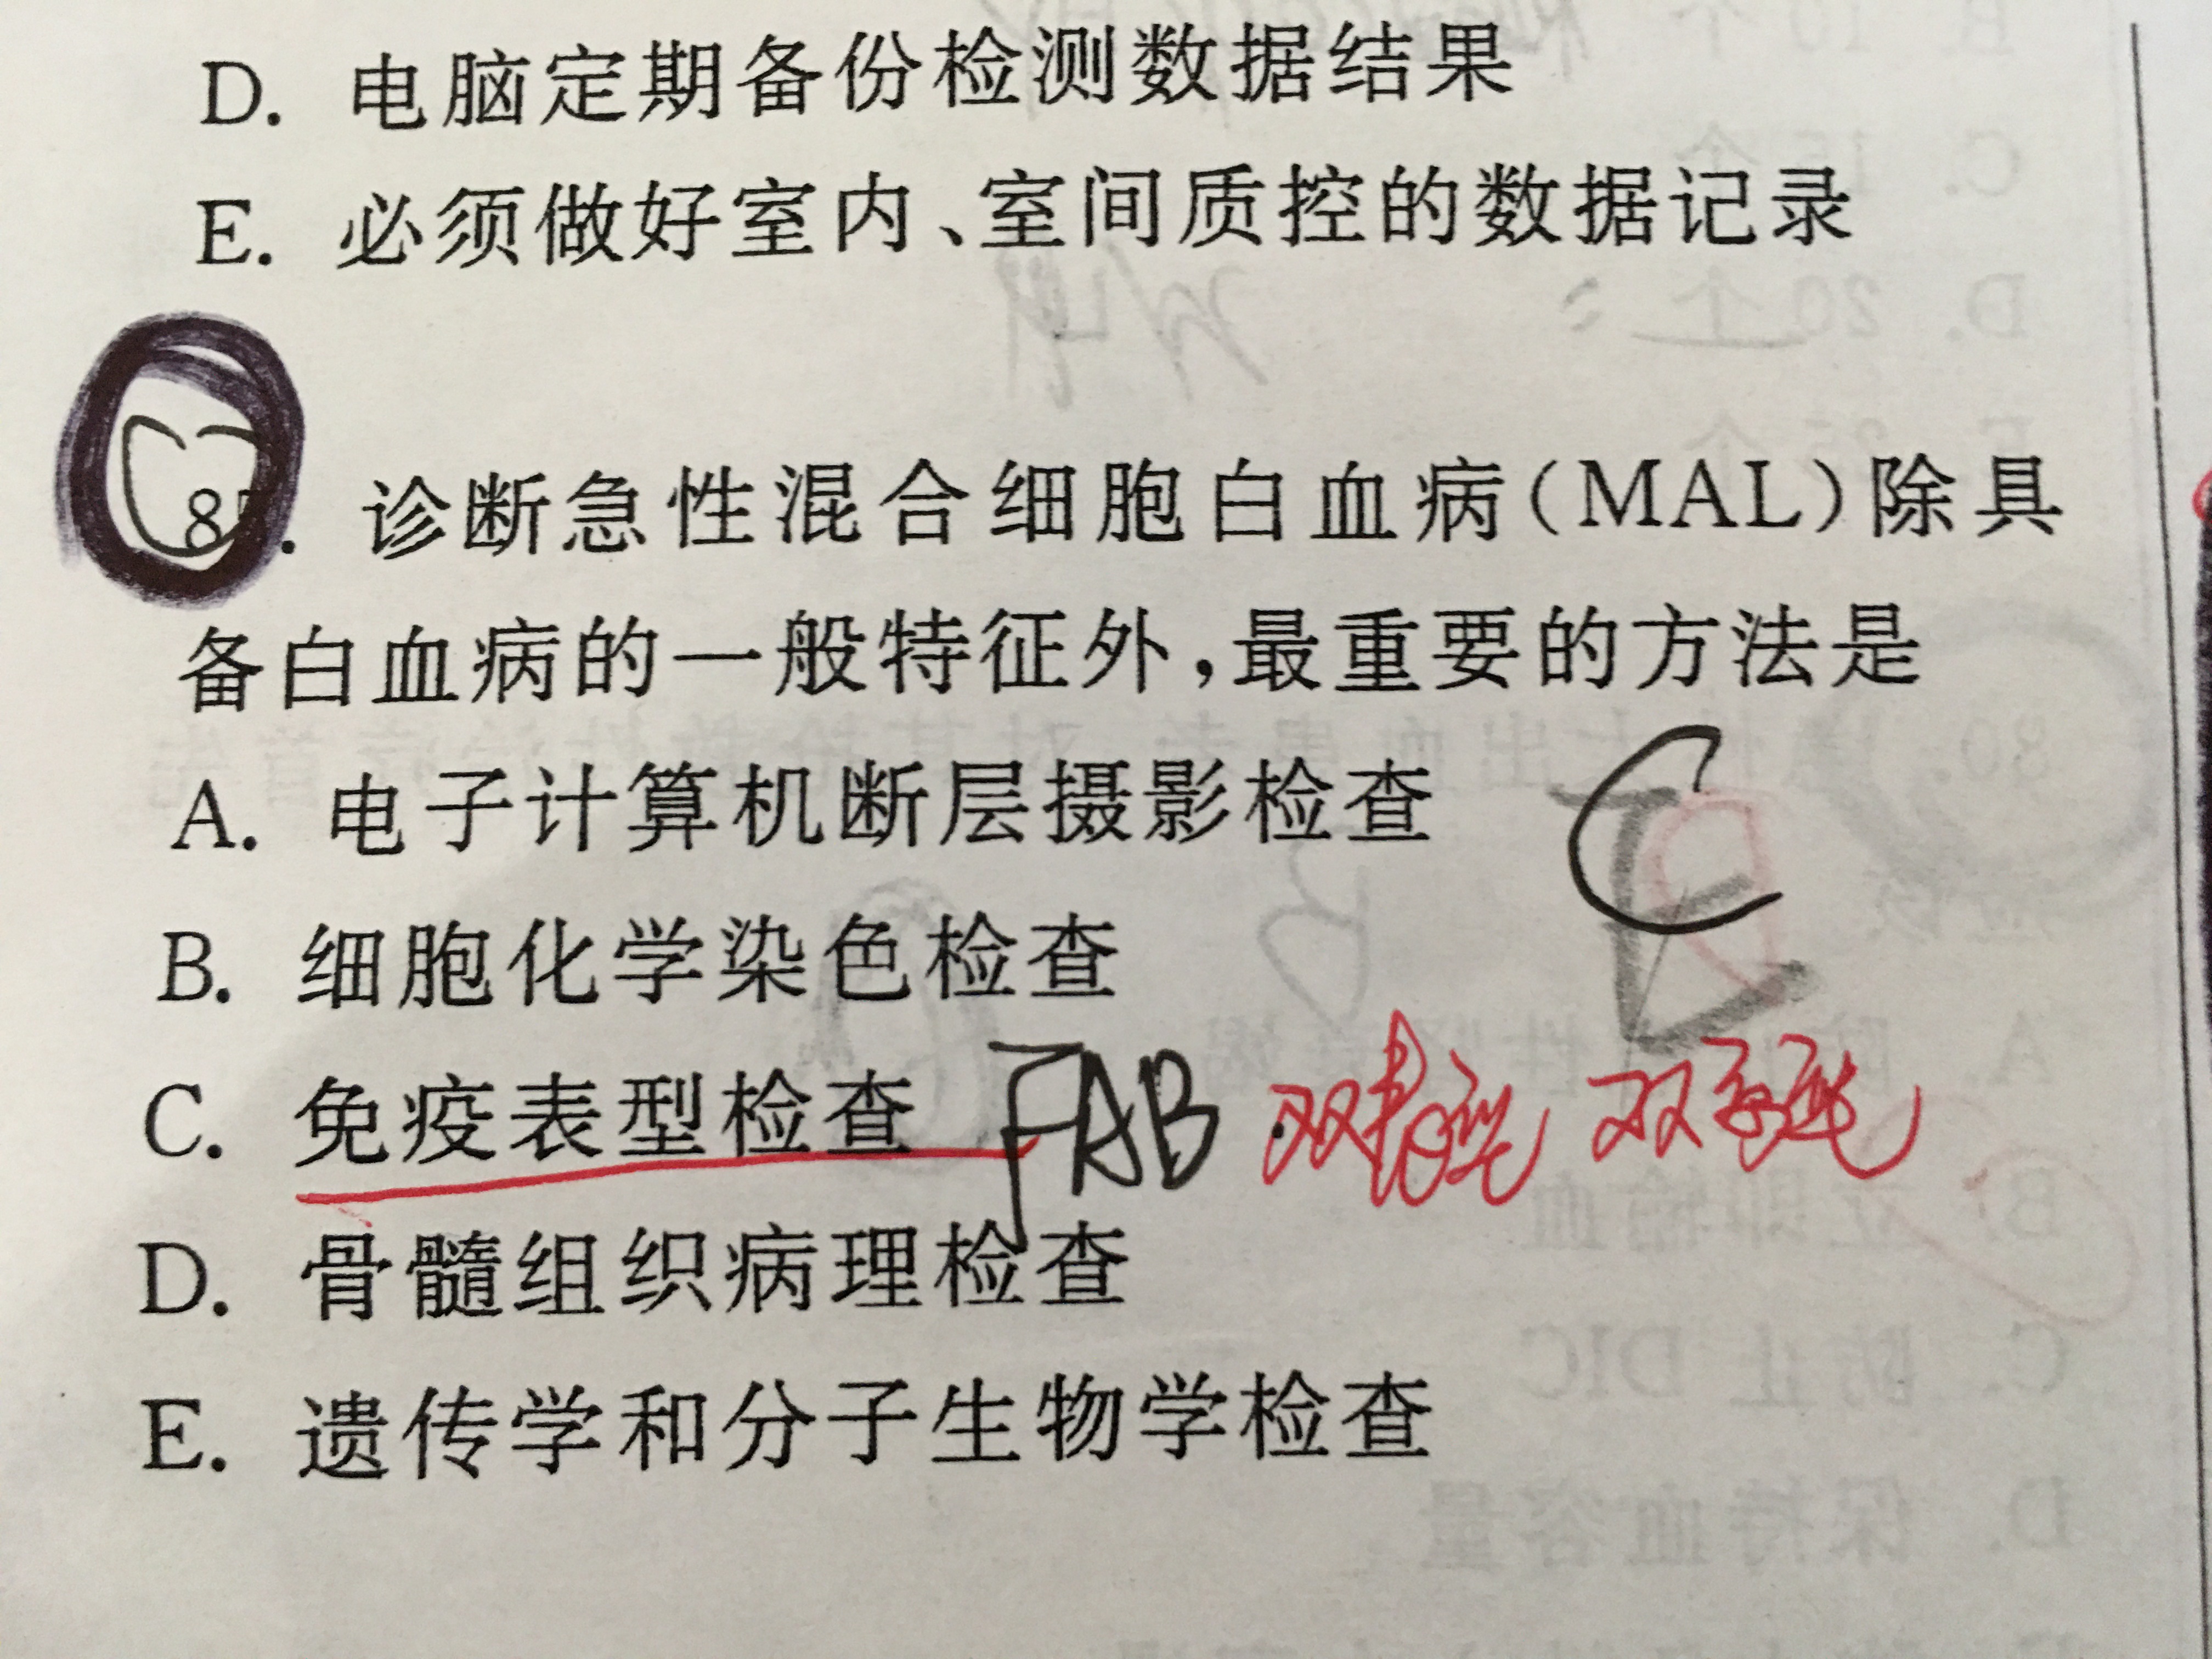 D. 电脑定期备份检测数据结果
E. 必须做好室内、室间质控的数据记录
C
8
诊断急性混合细胞白血病(MAL)除具
备白血病的一般特征外,最重要的方法是
A. 电子计算机断层摄影检查
C
B. 细胞化学染色检查
C. 免疫表型检查 FAB
D. 骨髓组织病理检查
E. 遗传学和分子生物学检查